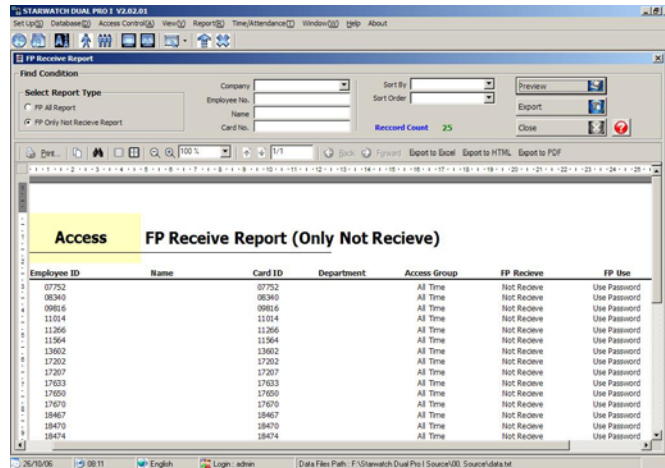 STARWATCH DUAL PRO I V2.02.01
Set Up(S) Database(D) Access Control(A) View(V) Report(R) Time/Attendance(T) Window(W) Help About
FP Receive Report
Find Condition
Select Report Type
FP All Report
FP Only Not Recieve Report
Company
Employee No.
Name
Card No.
Sort By
Sort Order
Reccord Count 25
Preview
Export
Close
Print... 100 % 1/1 Back Forward Export to Excel Export to HTML Export to PDF
Access FP Receive Report (Only Not Recieve)
Employee ID Name Card ID Department Access Group FP Recieve FP Use
07752 07752 All Time Not Recieve Use Password
08340 08340 All Time Not Recieve Use Password
09816 09816 All Time Not Recieve Use Password
11014 11014 All Time Not Recieve Use Password
11266 11266 All Time Not Recieve Use Password
11564 11564 All Time Not Recieve Use Password
13602 13602 All Time Not Recieve Use Password
17202 17202 All Time Not Recieve Use Password
17207 17207 All Time Not Recieve Use Password
17633 17633 All Time Not Recieve Use Password
17650 17650 All Time Not Recieve Use Password
17670 17670 All Time Not Recieve Use Password
18467 18467 All Time Not Recieve Use Password
18470 18470 All Time Not Recieve Use Password
18474 18474 All Time Not Recieve Use Password
26/10/06 08:11 English Login : admin Data Files Path : F:\Starwatch Dual Pro I Source\00. Source\data.txt